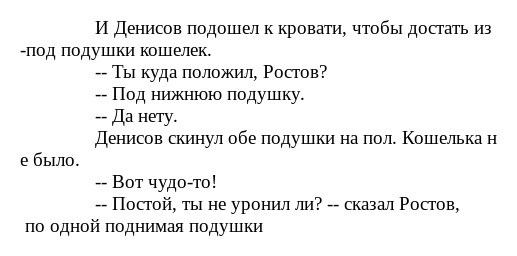 И Денисов подошел к кровати, чтобы достать из
-под подушки кошелек.
-- Ты куда положил, Ростов?
-- Под нижнюю подушку.
-- Да нету.
Денисов скинул обе подушки на пол. Кошелька н
е было.
-- Вот чудо-то!
-- Постой, ты не уронил ли? -- сказал Ростов,
по одной поднимая подушки